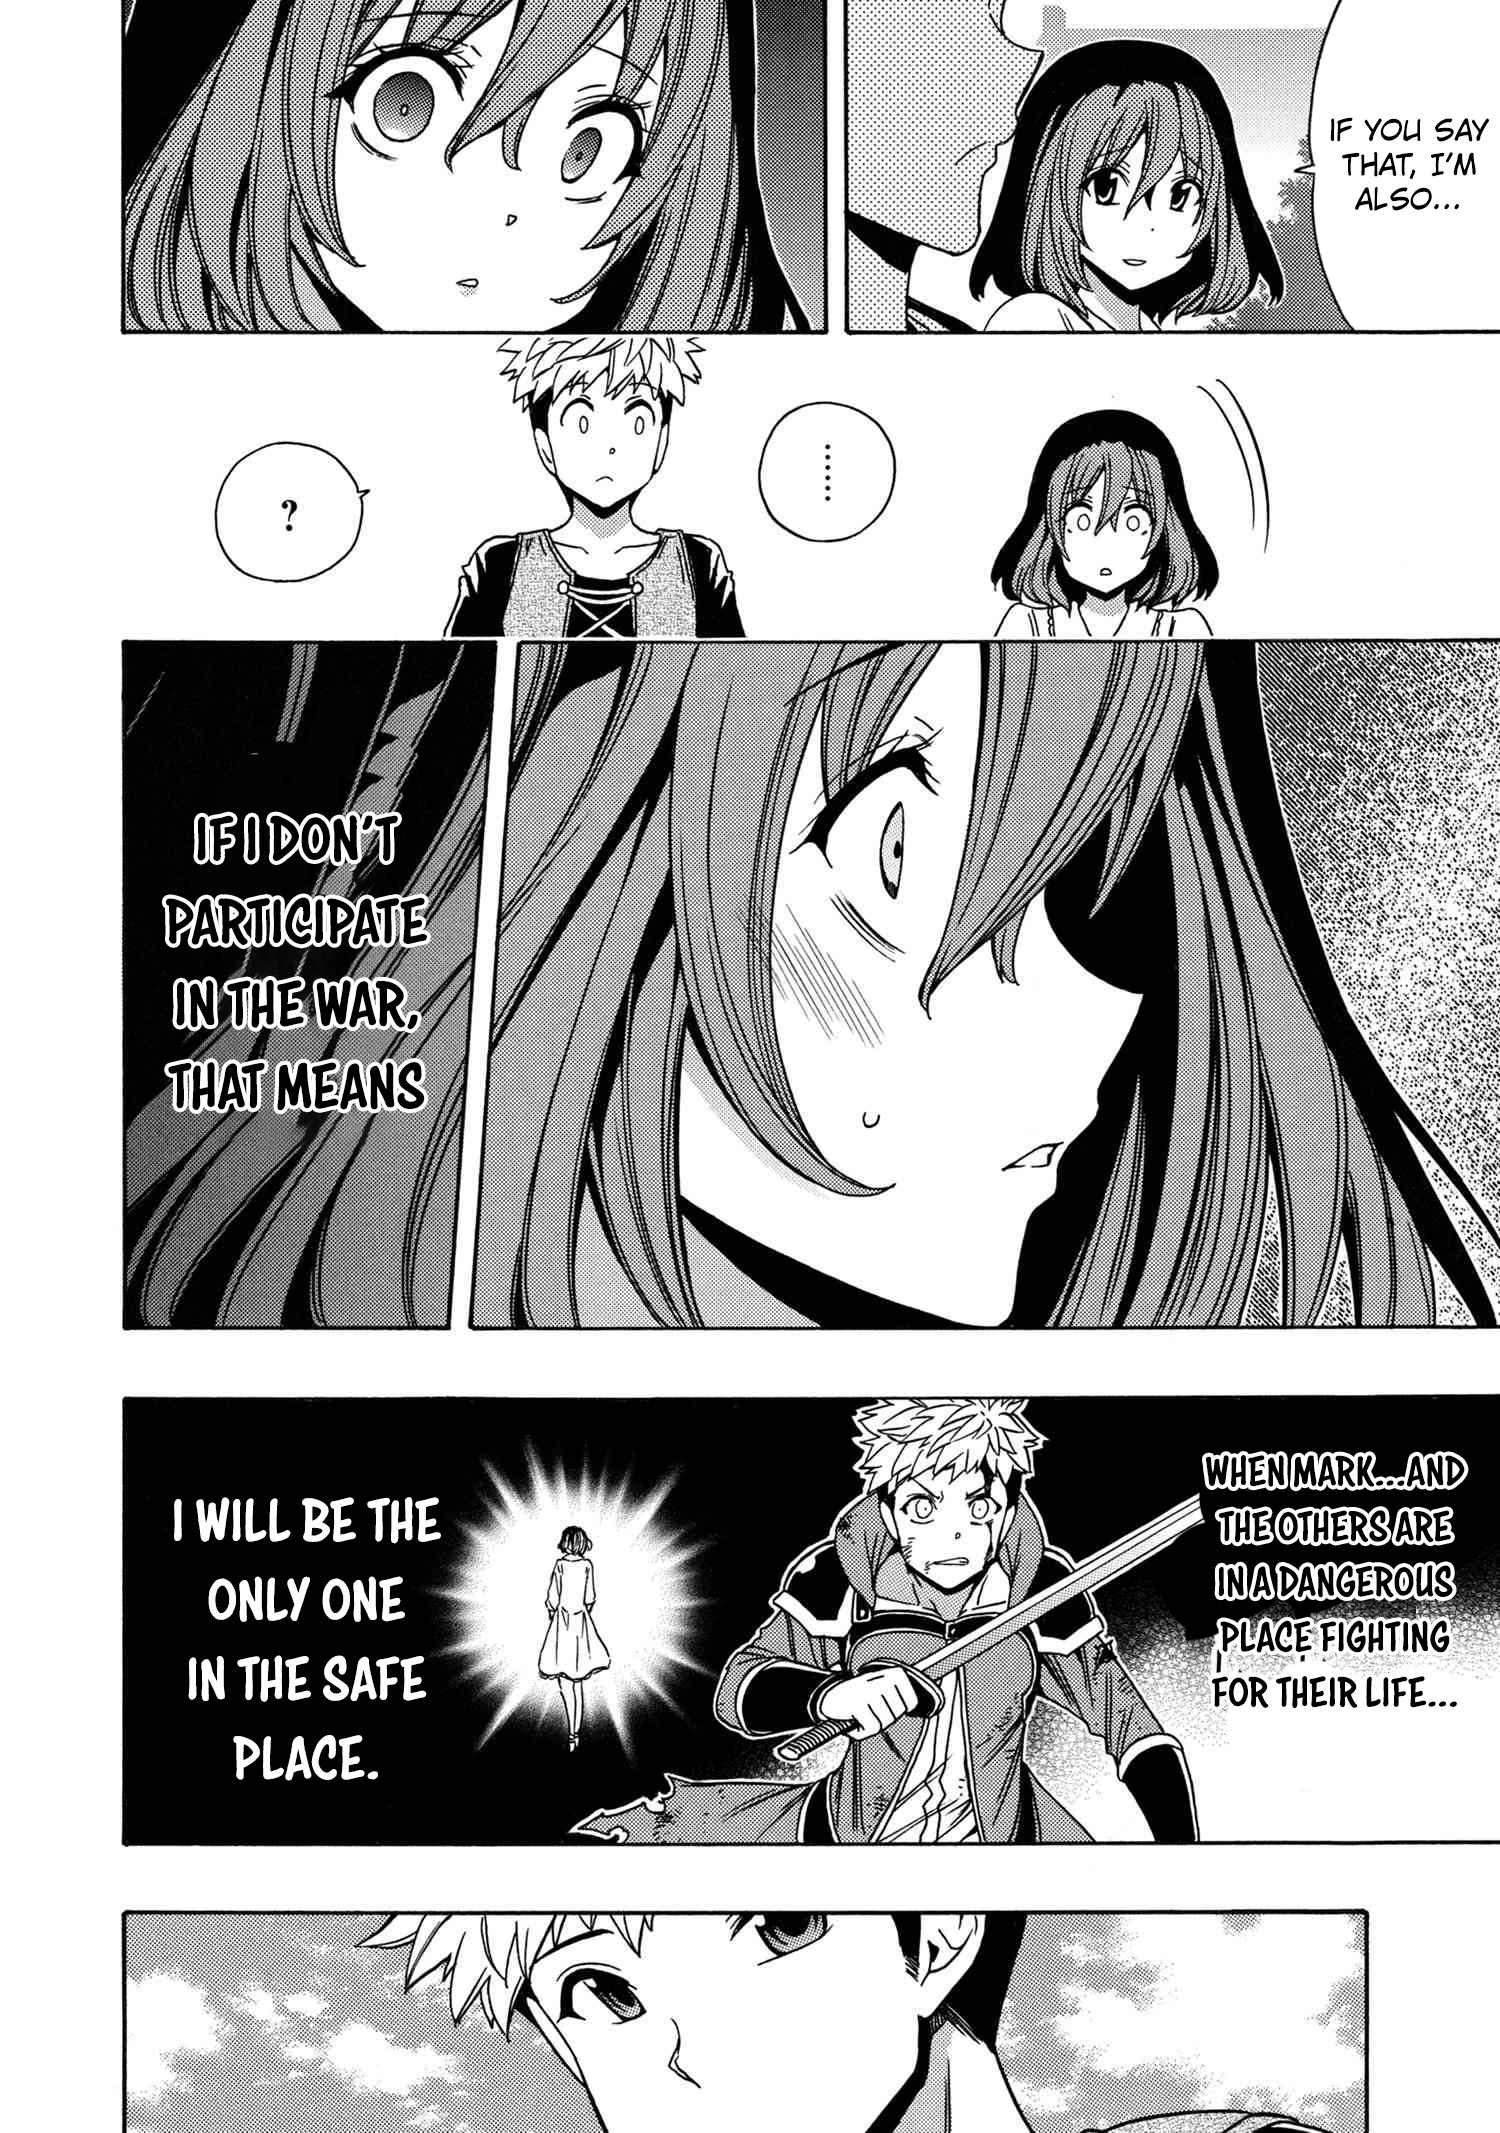 IF YOU SAY
THAT, I'M
ALSO...
.......
?
IF I DON'T
PARTICIPATE
IN THE WAR,
THAT MEANS
WHEN MARK...AND
THE OTHERS ARE
IN A DANGEROUS
PLACE FIGHTING
FOR THEIR LIFE...
I WILL BE THE
ONLY ONE
IN THE SAFE
PLACE.